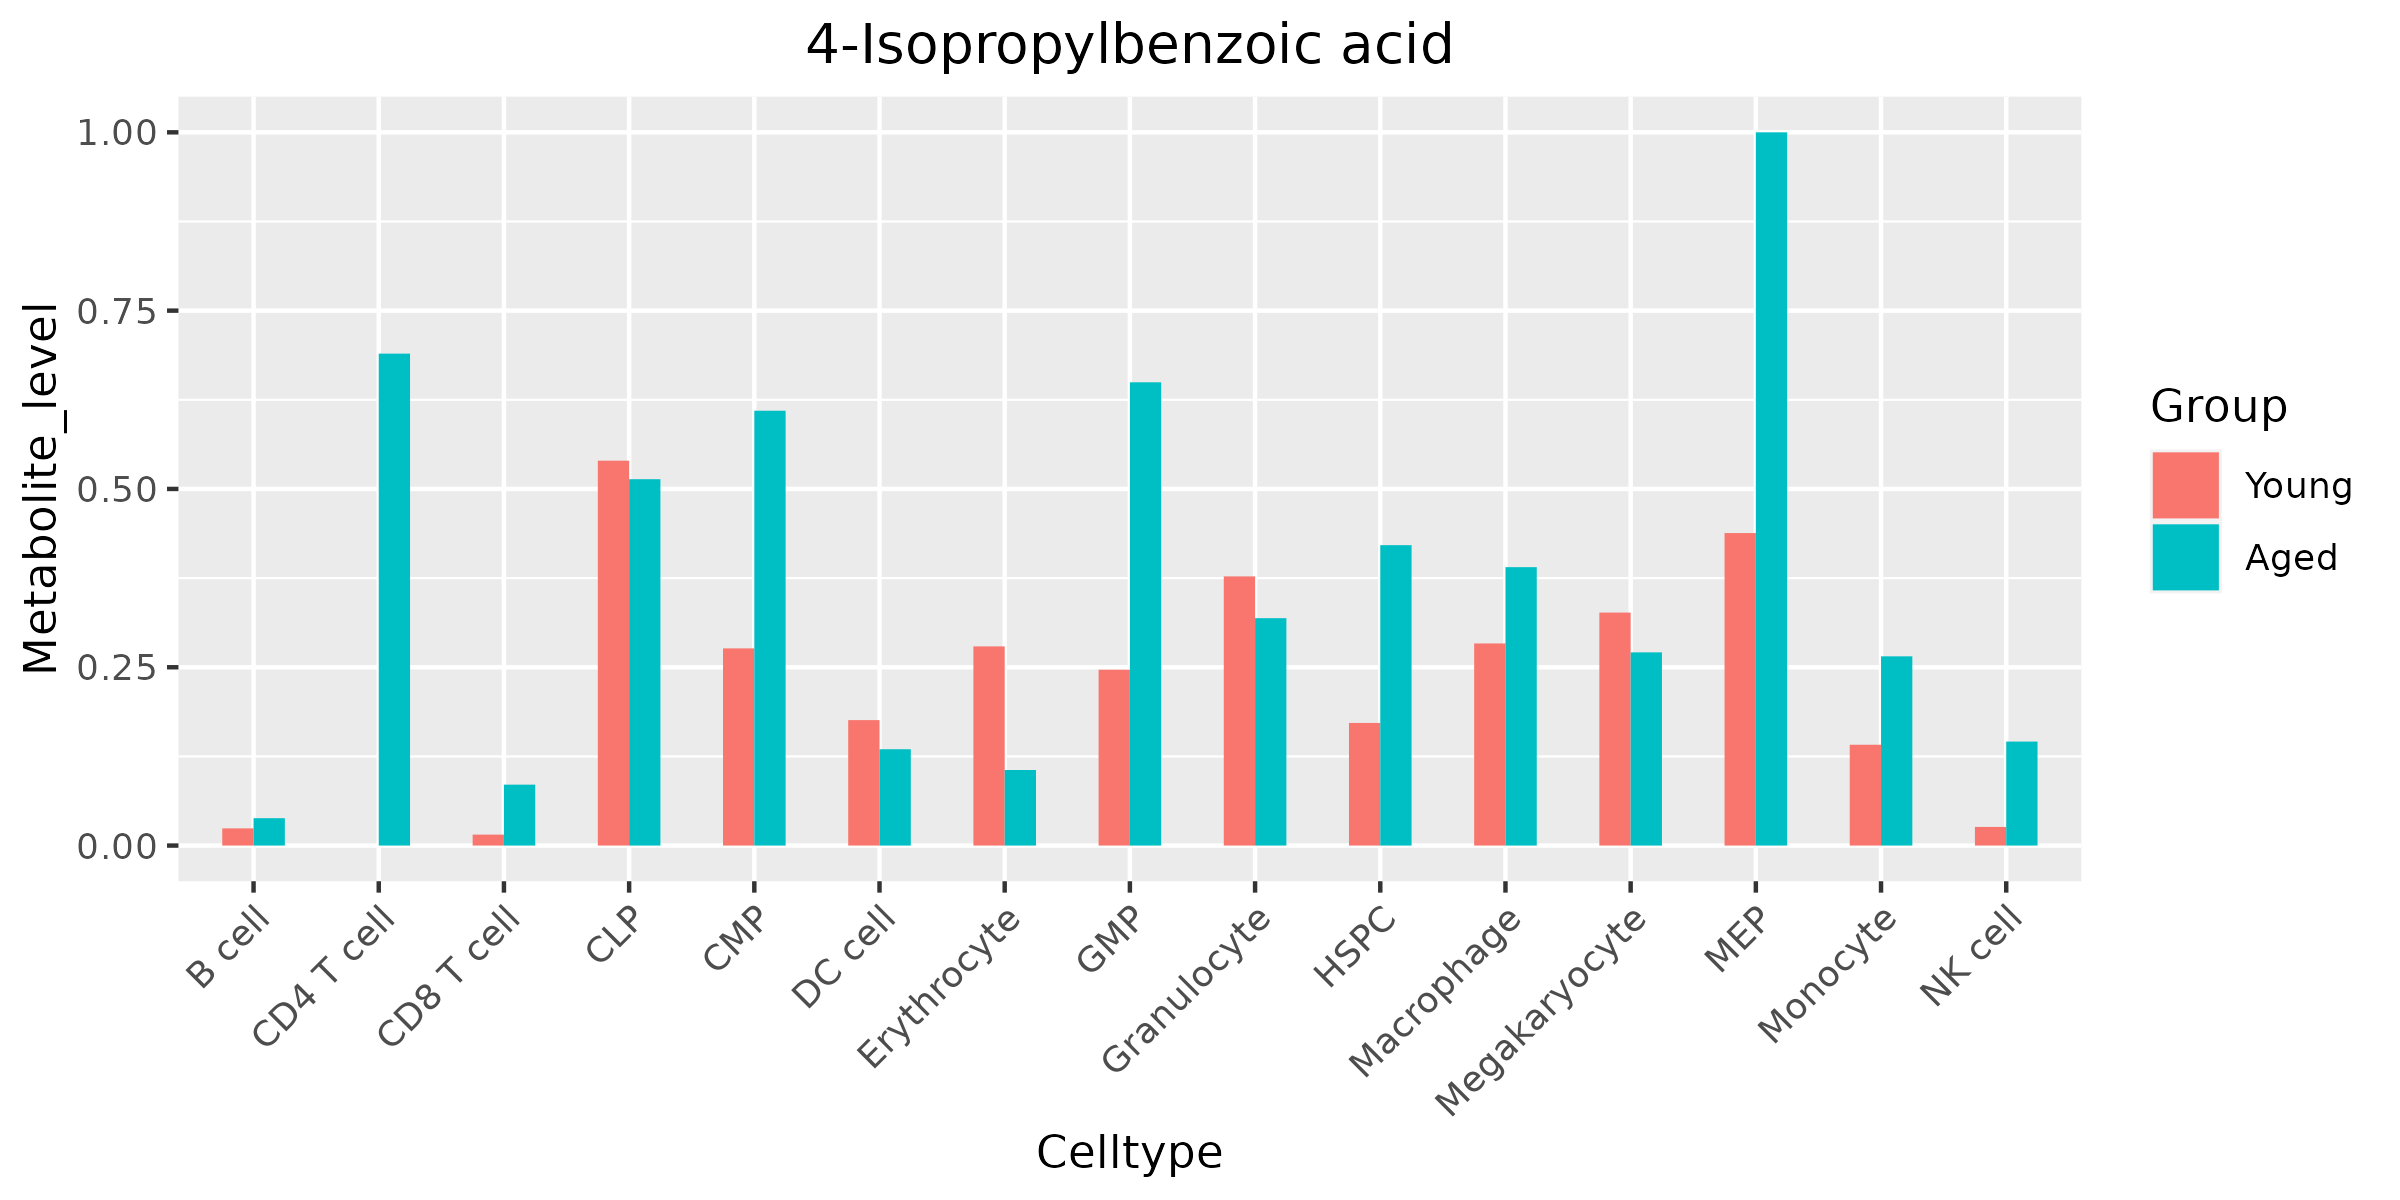 4-Isopropylbenzoic acid
Metabolite_level
1.00
0.75
0.50
0.25
0.00
B cell
CD4 T cell
CD8 T cell
CLP
CMP
DC cell
Erythrocyte
GMP
Granulocyte
HSPC
Macrophage
Megakaryocyte
MEP
Monocyte
NK cell
Celltype
Group
Young
Aged